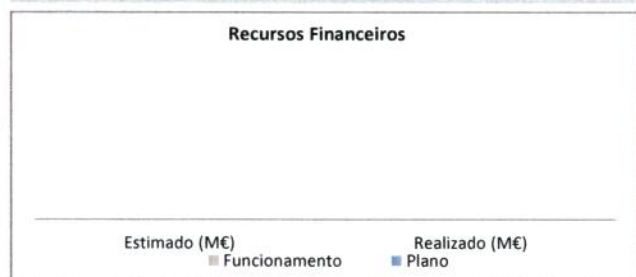 Recursos Financeiros
Estimado (M€) Realizado (M€)
Funcionamento Plano